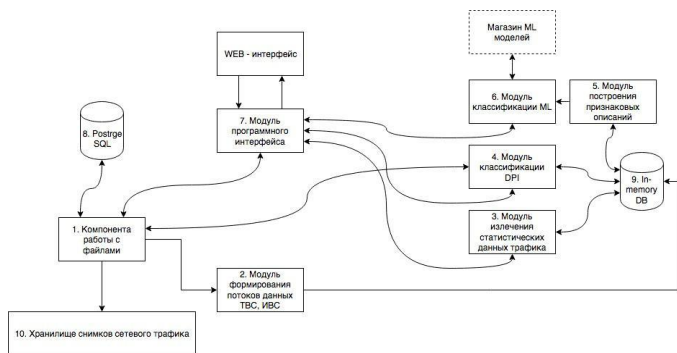 Магазин ML
моделей
WEB - интерфейс
5. Модуль
построения
признаковых
описаний
6. Модуль
классификации ML
7. Модуль
программного
интерфейса
8. Postrge
SQL
4. Модуль
классификации
DPI
9. In-
memory
DB
1. Компонента
работы с
файлами
3. Модуль
излечения
статистических
данных трафика
2. Модуль
формирования
потоков данных
ТВС, ИВС
10. Хранилище снимков сетевого трафика